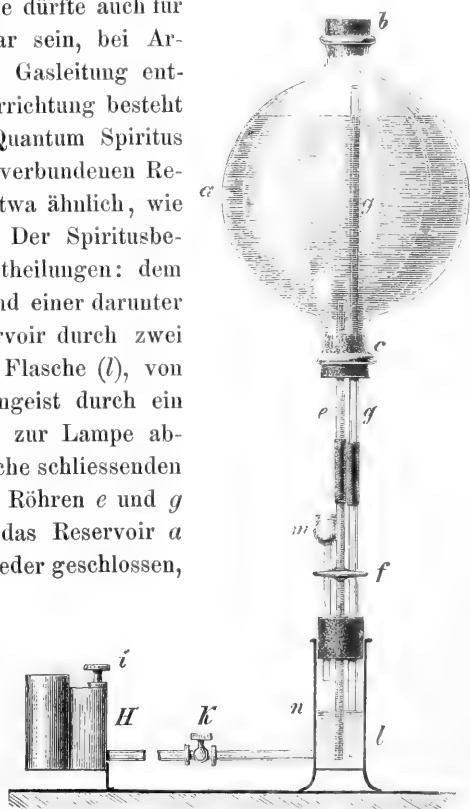 e dürfte auch für
ar sein, bei Ar-
Gasleitung ent-
rrichtung besteht
Quantum Spiritus
verbundenen Re-
twa ähnlich, wie
Der Spiritusbe-
theilungen: dem
nd einer darunter
rvoir durch zwei
Flasche (l), von
ngeist durch ein
zur Lampe ab-
che schliessenden
Röhren e und g
das Reservoir a
eder geschlossen,
b
a
g
c
e g
m
f
i
H K n l